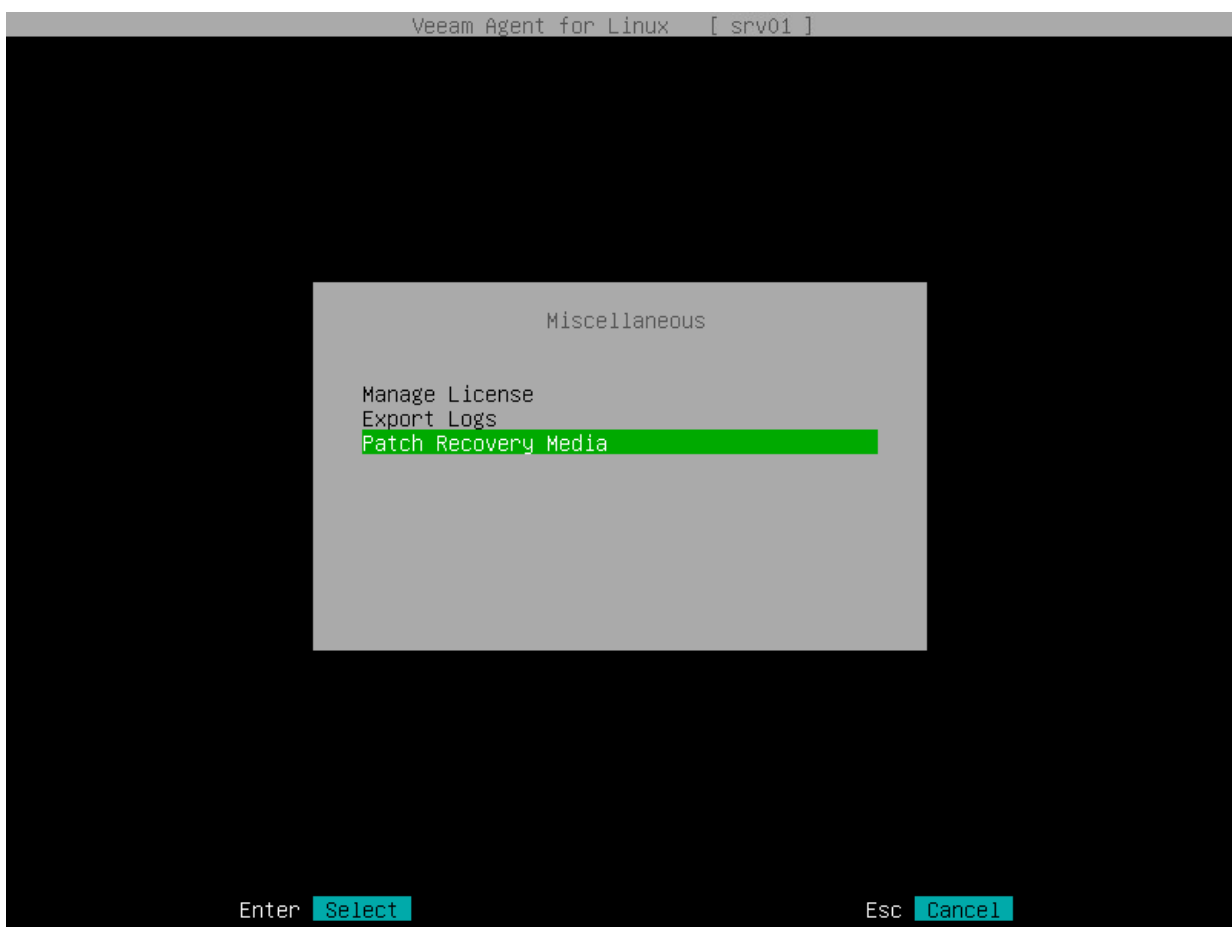 Veeam Agent for Linux [ srv01 ]
Miscellaneous
Manage License
Export Logs
Patch Recovery Media
Enter Select Esc Cancel